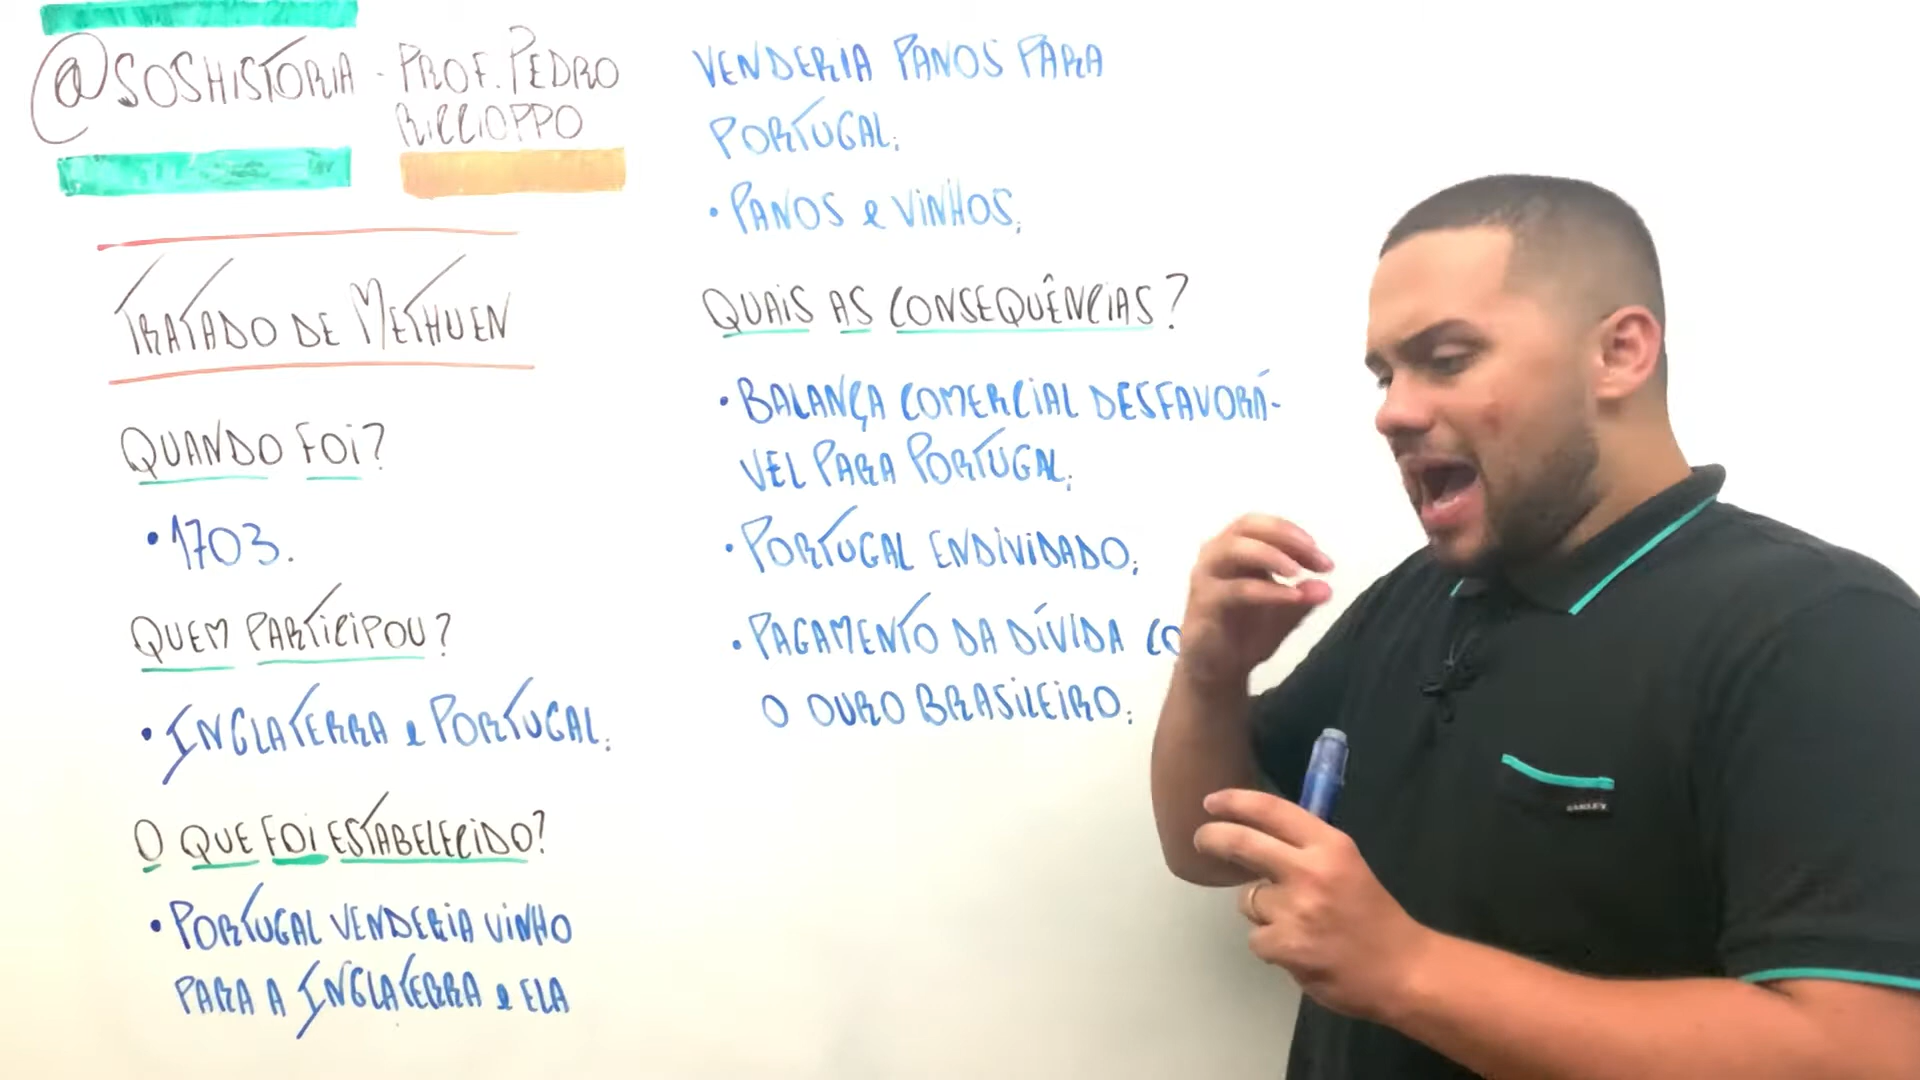 @SOSHISTORIA - PROF. PEDRO
RICCIOPPO
TRATADO DE METHUEN
QUANDO FOI?
• 1703.
QUEM PARTICIPOU?
• INGLATERRA e PORTUGAL;
O QUE FOI ESTABELECIDO?
• PORTUGAL VENDERIA VINHO
PARA A INGLATERRA e ELA
VENDERIA PANOS PARA
PORTUGAL;
• PANOS e VINHOS;
QUAIS AS CONSEQUÊNCIAS?
• BALANÇA COMERCIAL DESFAVORÁ-
VEL PARA PORTUGAL;
• PORTUGAL ENDIVIDADO;
• PAGAMENTO DA DÍVIDA CO
O OURO BRASILEIRO;
OAKLEY